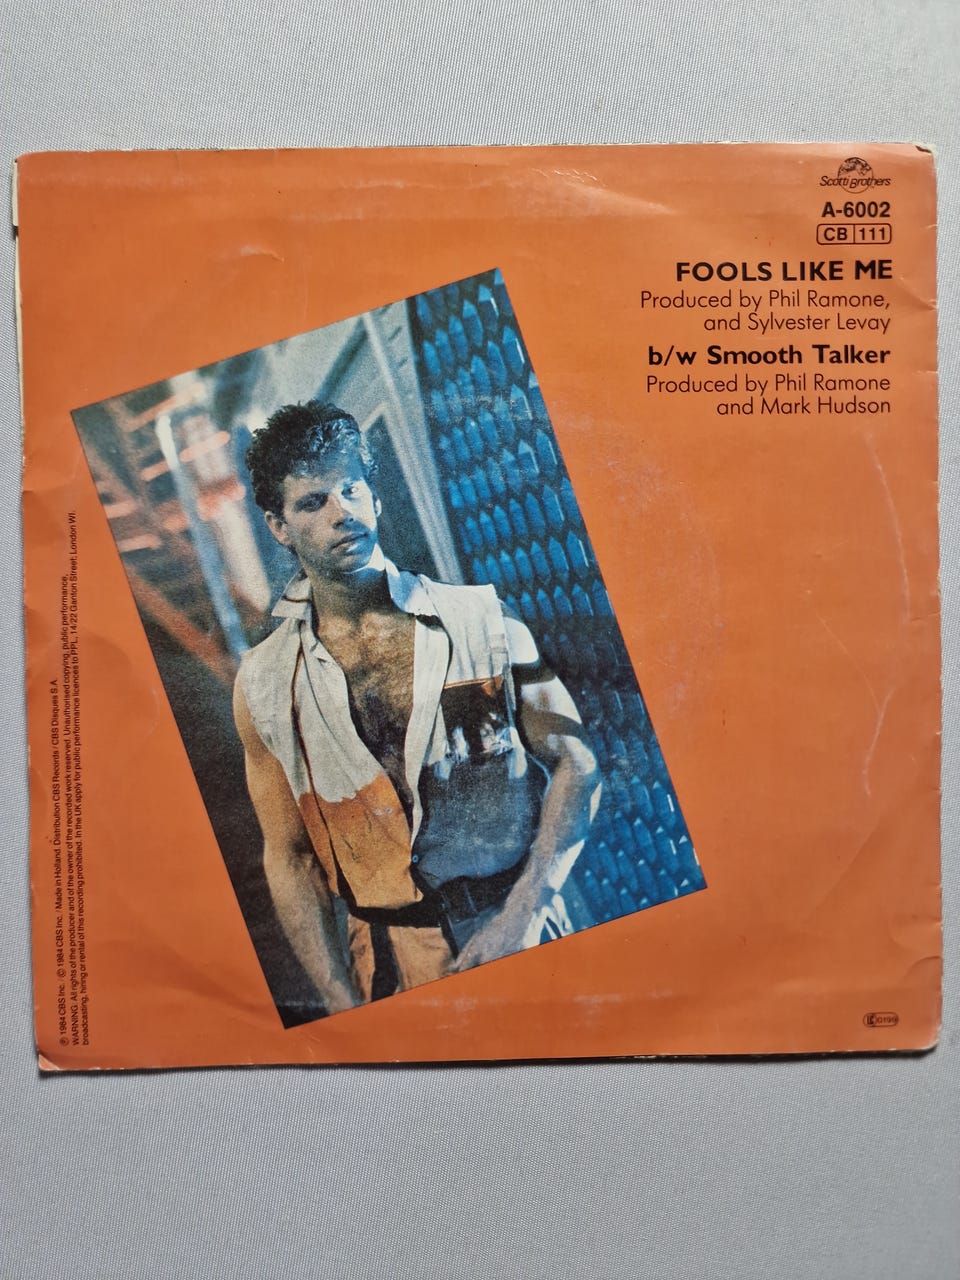 Scotti Brothers
A-6002
CB 111
FOOLS LIKE ME
Produced by Phil Ramone,
and Sylvester Levay
b/w Smooth Talker
Produced by Phil Ramone
and Mark Hudson
℗ 1984 CBS Inc. / © 1984 CBS Inc. / Made in Holland. Distribution CBS Records / CBS Disques S.A.
WARNING: All rights of the producer and of the owner of the recorded work reserved. Unauthorised copying, public performance,
broadcasting, hiring or rental of this recording prohibited. In the UK apply for public performance licences to PPL, 14/22 Ganton Street, London WI.
0199